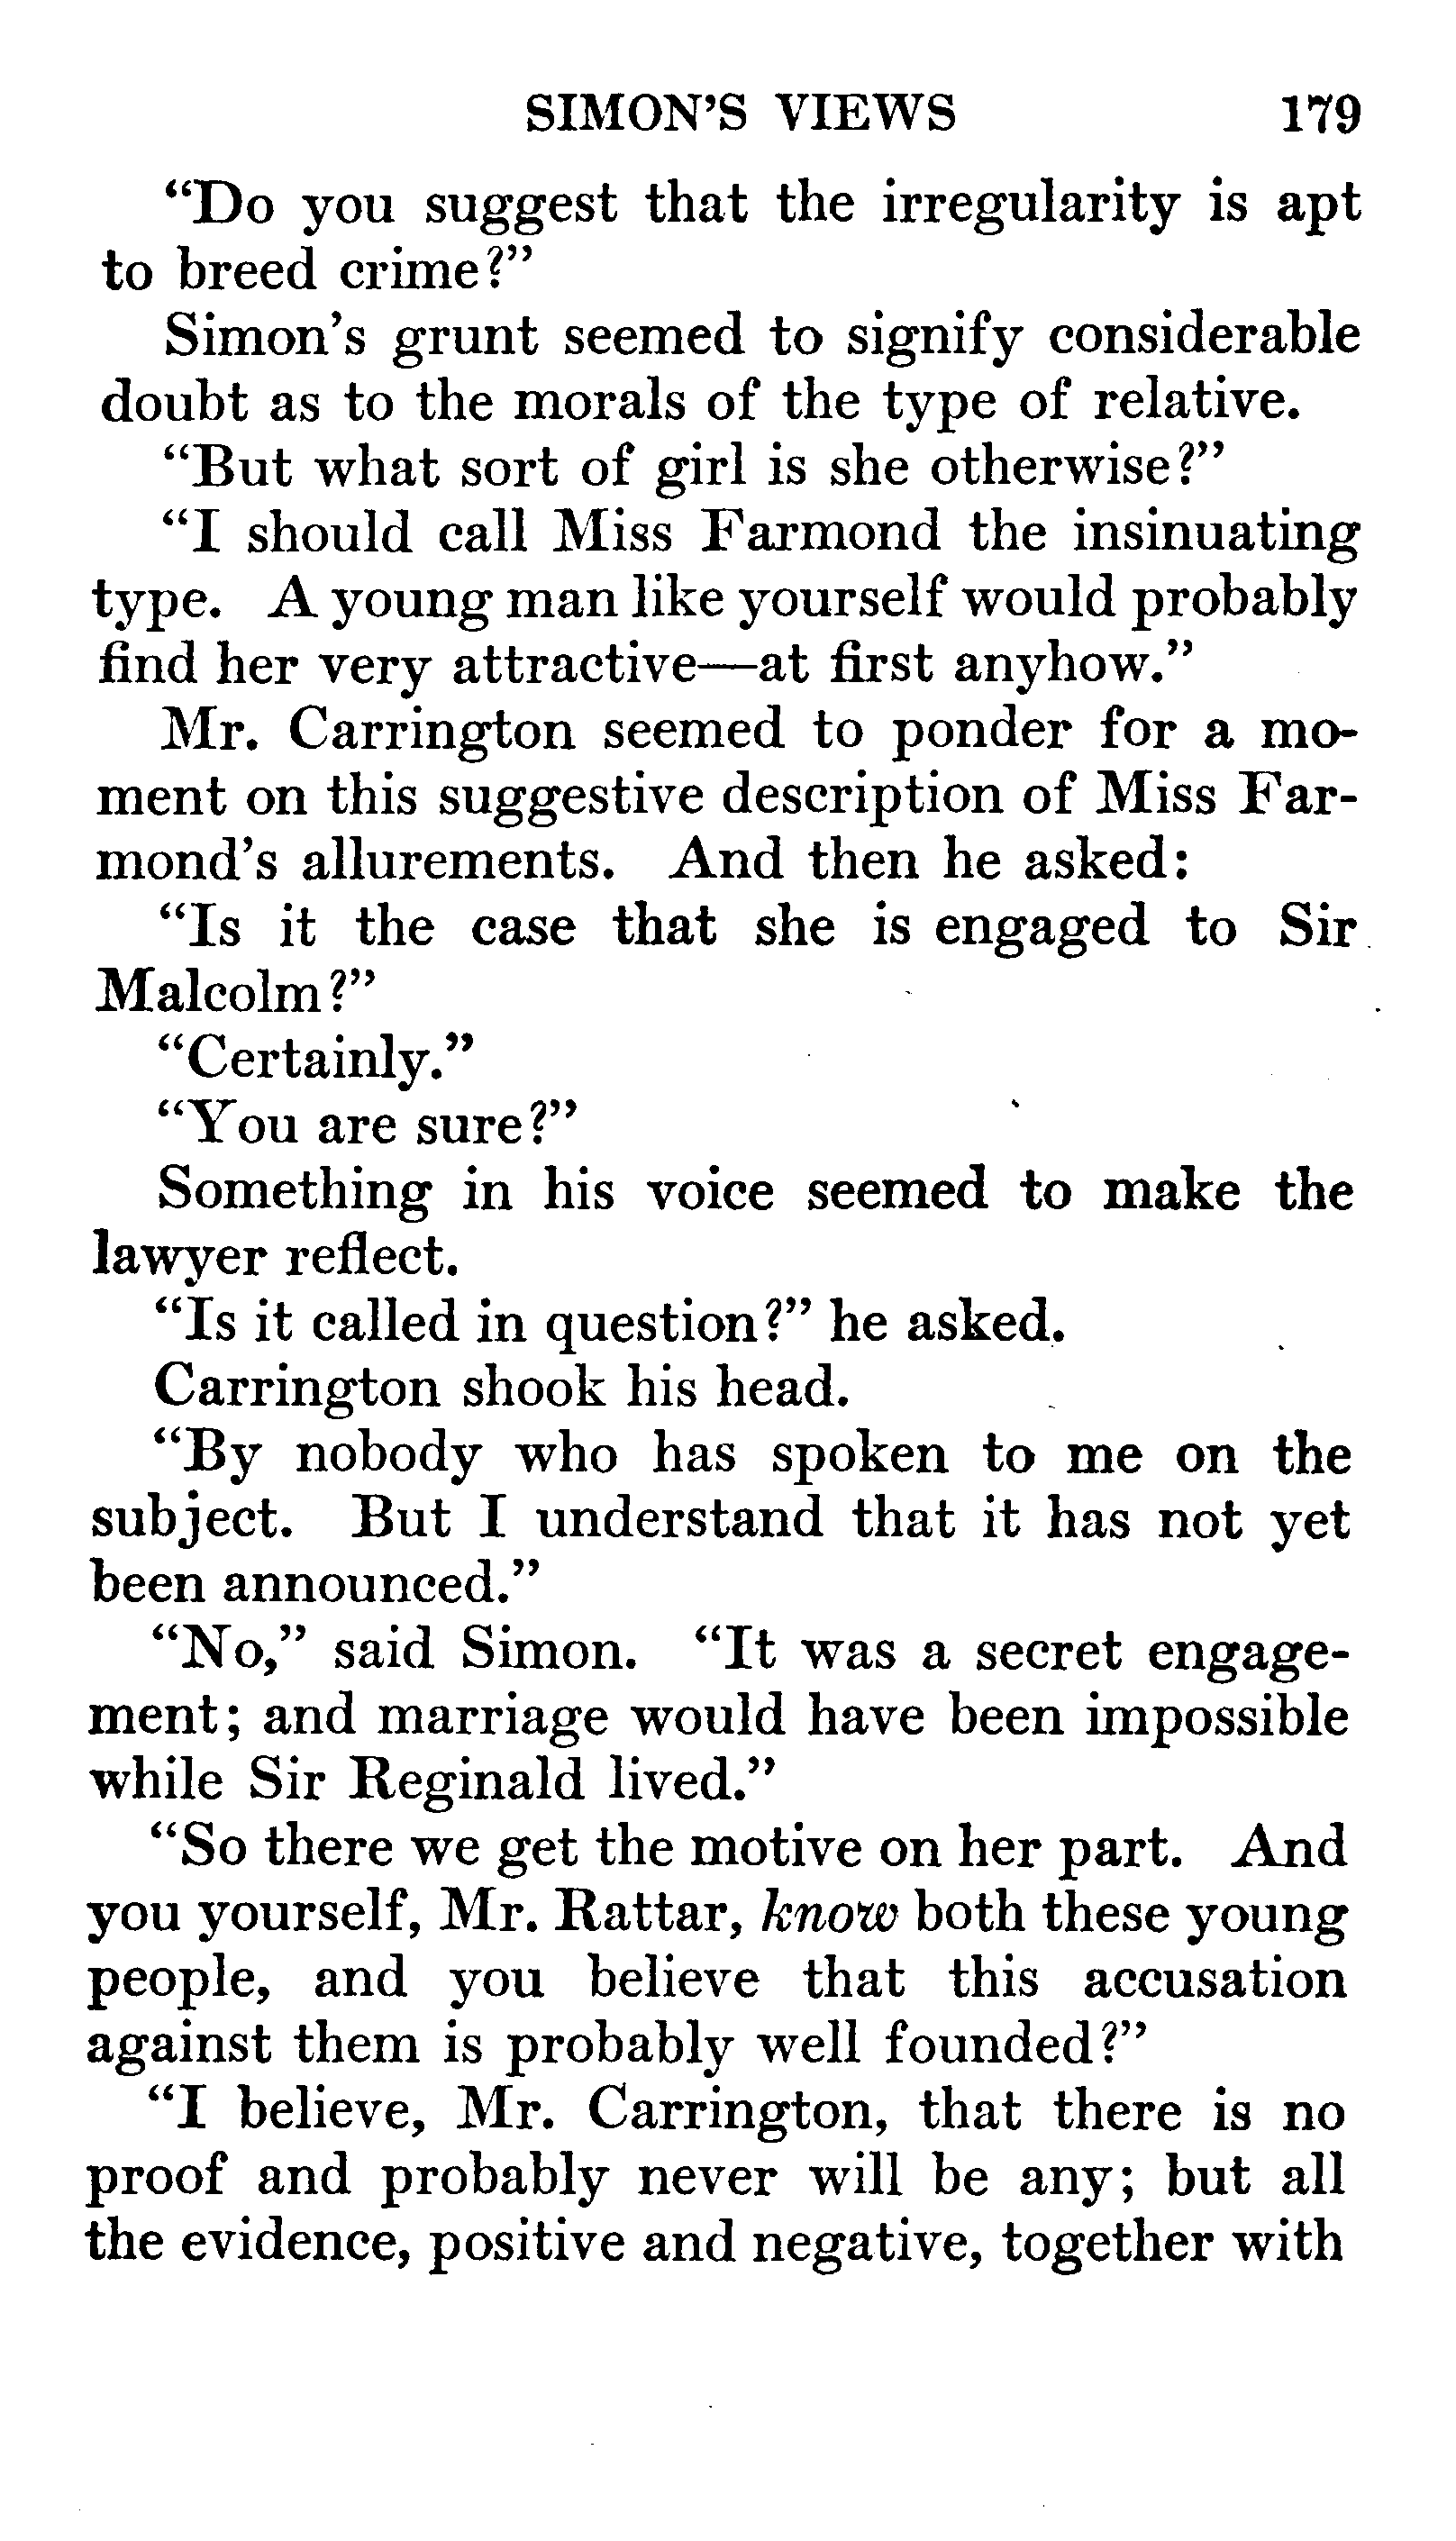 SIMON'S VIEWS 179
“Do you suggest that the irregularity is apt
to breed crime?”
Simon's grunt seemed to signify considerable
doubt as to the morals of the type of relative.
“But what sort of girl is she otherwise?”
“I should call Miss Farmond the insinuating
type. A young man like yourself would probably
find her very attractive—at first anyhow.”
Mr. Carrington seemed to ponder for a mo-
ment on this suggestive description of Miss Far-
mond's allurements. And then he asked:
“Is it the case that she is engaged to Sir
Malcolm?”
“Certainly.”
“You are sure?”
Something in his voice seemed to make the
lawyer reflect.
“Is it called in question?” he asked.
Carrington shook his head.
“By nobody who has spoken to me on the
subject. But I understand that it has not yet
been announced.”
“No,” said Simon. “It was a secret engage-
ment; and marriage would have been impossible
while Sir Reginald lived.”
“So there we get the motive on her part. And
you yourself, Mr. Rattar, know both these young
people, and you believe that this accusation
against them is probably well founded?”
“I believe, Mr. Carrington, that there is no
proof and probably never will be any; but all
the evidence, positive and negative, together with